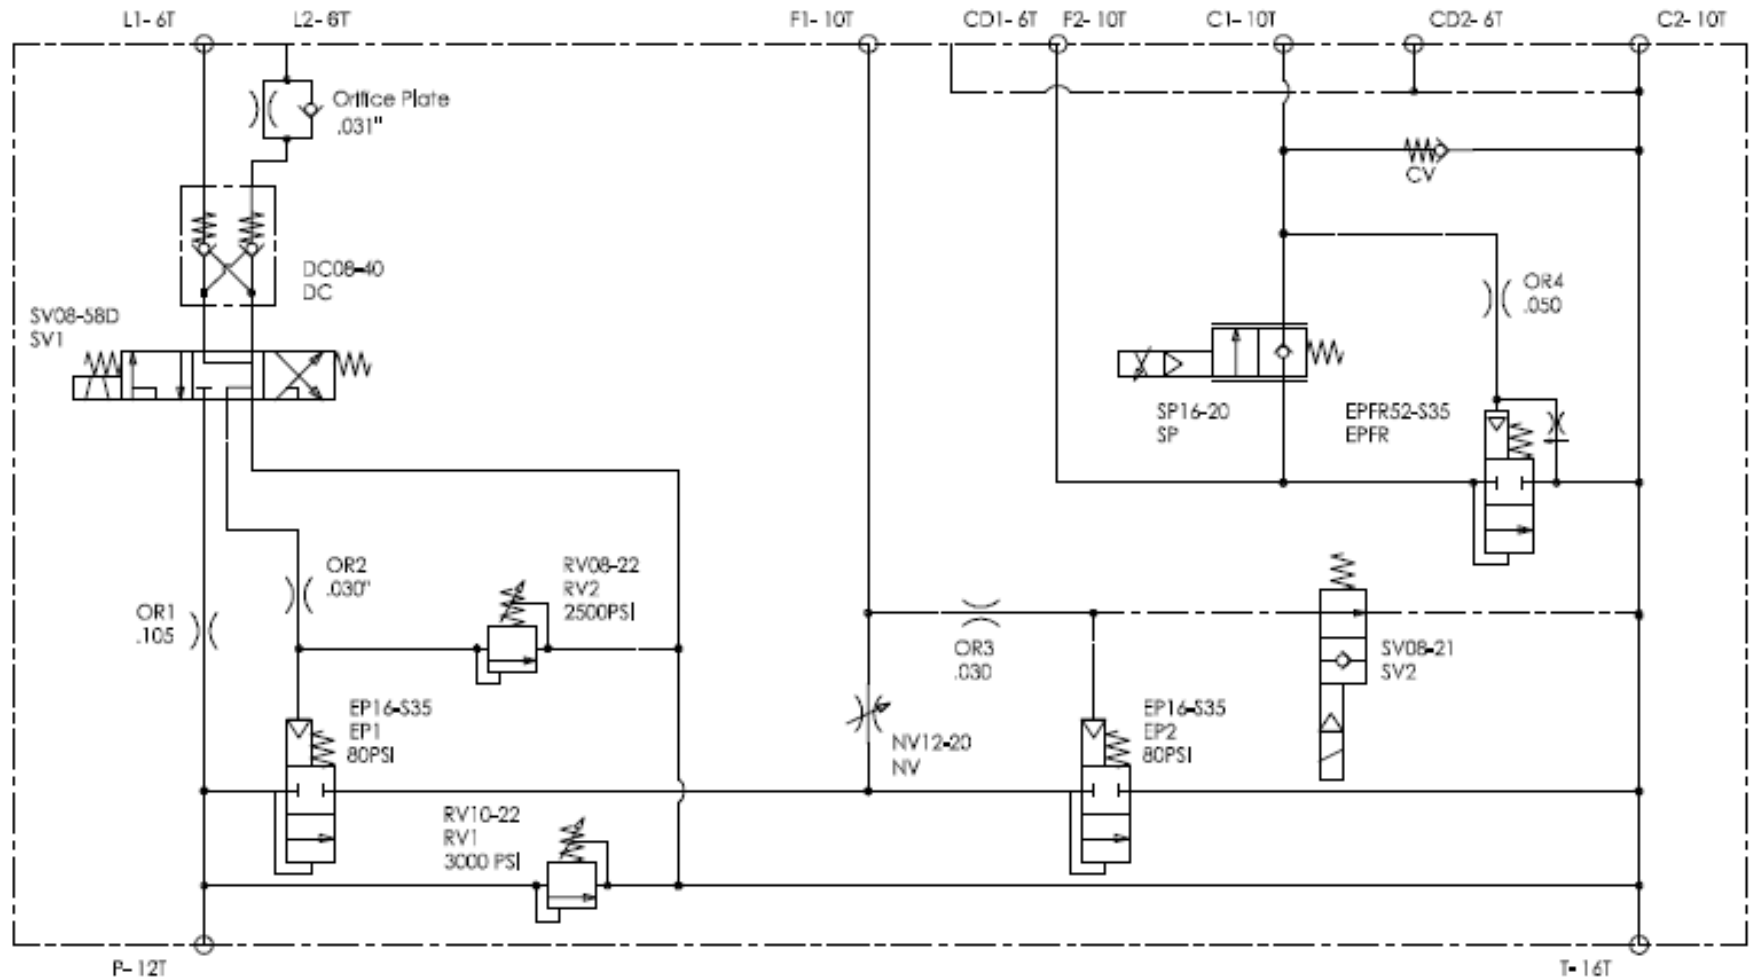 L1- 6T
L2- 6T
F1- 10T
CD1- 6T
F2- 10T
C1- 10T
CD2- 6T
C2- 10T
Orifice Plate
.031"
CV
DC08-40
DC
SV08-58D
SV1
OR4
.050
SP16-20
SP
EPFR52-S35
EPFR
OR2
.030"
RV08-22
RV2
2500PSI
OR1
.105
OR3
.030
SV08-21
SV2
EP16-S35
EP1
80PSI
NV12-20
NV
EP16-S35
EP2
80PSI
RV10-22
RV1
3000 PSI
P- 12T
T- 16T